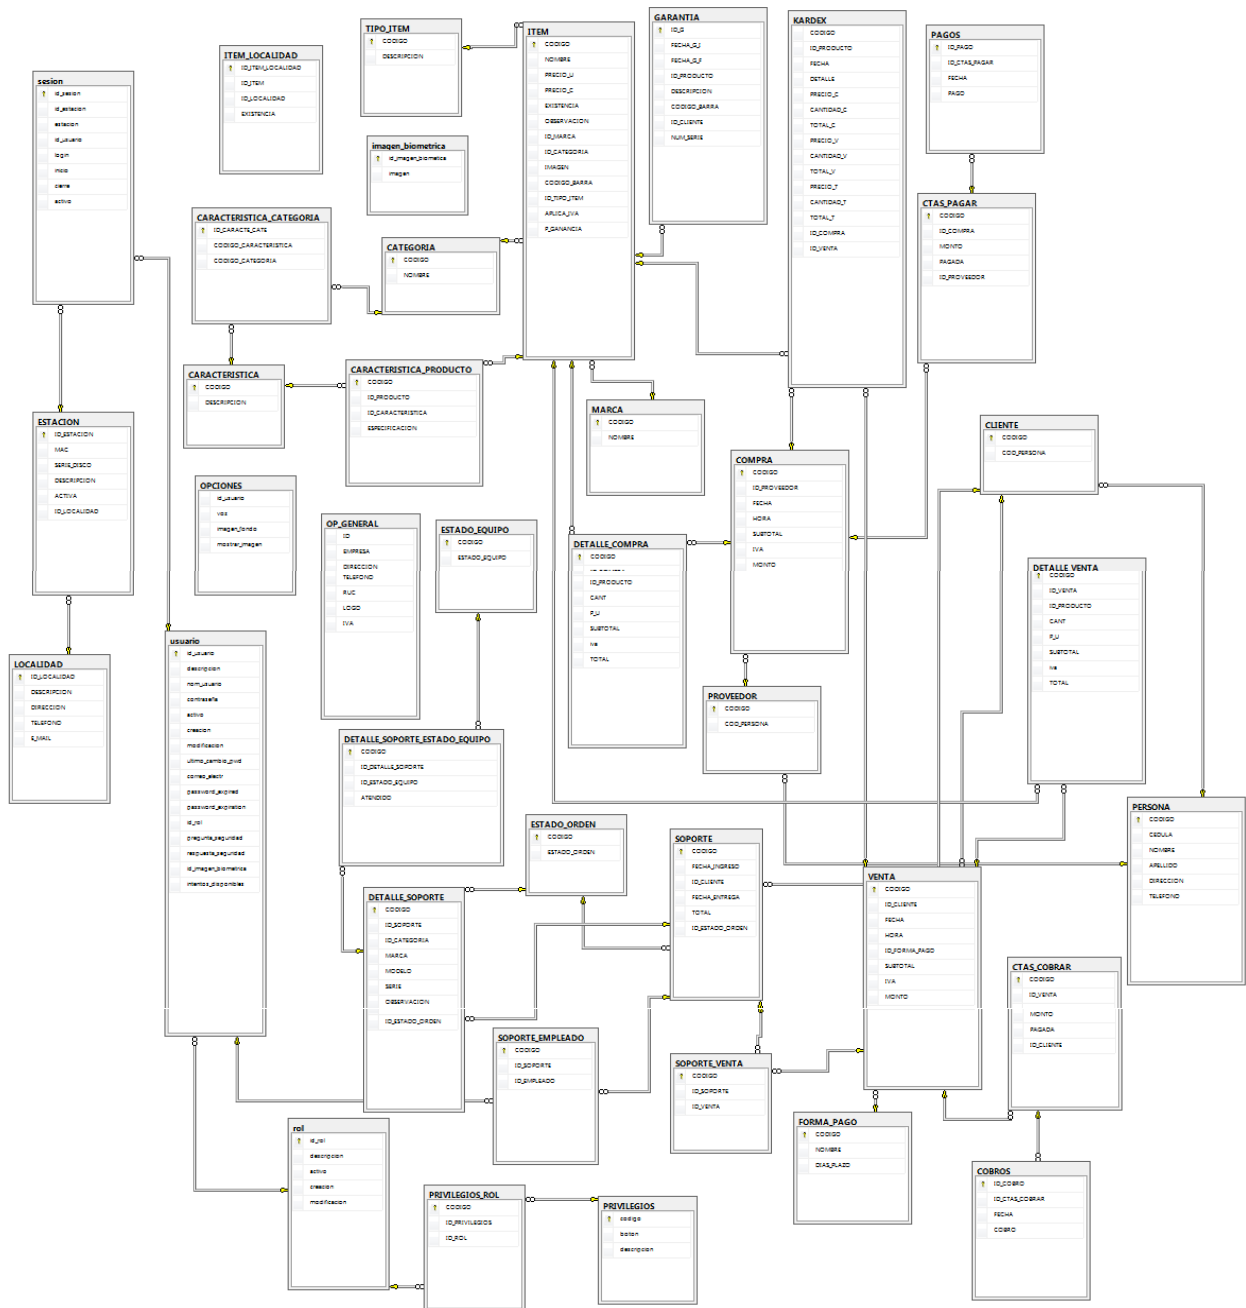 TIPO_ITEM
CODIGO
DESCRIPCION
ITEM
CODIGO
NOMBRE
PRECIO_U
PRECIO_C
EXISTENCIA
OBSERVACION
ID_MARCA
ID_CATEGORIA
IMAGEN
CODIGO_BARRA
ID_TIPO_ITEM
APLICA_IVA
P_GANANCIA
GARANTIA
ID_G
FECHA_G_I
FECHA_G_F
ID_PRODUCTO
DESCRIPCION
CODIGO_BARRA
ID_CLIENTE
NUM_SERIE
KARDEX
CODIGO
ID_PRODUCTO
FECHA
DETALLE
PRECIO_C
CANTIDAD_C
TOTAL_C
PRECIO_V
CANTIDAD_V
TOTAL_V
PRECIO_T
CANTIDAD_T
TOTAL_T
ID_COMPRA
ID_VENTA
PAGOS
ID_PAGO
ID_CTAS_PAGAR
FECHA
PAGO
ITEM_LOCALIDAD
ID_ITEM_LOCALIDAD
ID_ITEM
ID_LOCALIDAD
EXISTENCIA
sesion
id_sesion
id_estacion
estacion
id_usuario
login
inicio
cierre
activo
imagen_biometrica
id_imagen_biometica
imagen
CTAS_PAGAR
CODIGO
ID_COMPRA
MONTO
PAGADA
ID_PROVEEDOR
CARACTERISTICA_CATEGORIA
ID_CARACTE_CATE
CODIGO_CARACTERISTICA
CODIGO_CATEGORIA
CATEGORIA
CODIGO
NOMBRE
CARACTERISTICA
CODIGO
DESCRIPCION
CARACTERISTICA_PRODUCTO
CODIGO
ID_PRODUCTO
ID_CARACTERISTICA
ESPECIFICACION
MARCA
CODIGO
NOMBRE
ESTACION
ID_ESTACION
MAC
SERIE_DISCO
DESCRIPCION
ACTIVA
ID_LOCALIDAD
CLIENTE
CODIGO
COD_PERSONA
COMPRA
CODIGO
ID_PROVEEDOR
FECHA
HORA
SUBTOTAL
IVA
MONTO
OPCIONES
id_usuario
vos
imagen_fondo
mostrar_imagen
OP_GENERAL
ID
EMPRESA
DIRECCION
TELEFONO
RUC
LOGO
IVA
ESTADO_EQUIPO
CODIGO
ESTADO_EQUIPO
DETALLE_COMPRA
CODIGO
ID_PRODUCTO
CANT
P_U
SUBTOTAL
iva
TOTAL
DETALLE_VENTA
CODIGO
ID_VENTA
ID_PRODUCTO
CANT
P_U
SUBTOTAL
iva
TOTAL
usuario
id_usuario
descripcion
nom_usuario
contraseña
activo
creacion
modificacion
ultimo_cambio_pwd
correo_electr
password_expired
password_expiration
id_rol
pregunta_seguridad
respuesta_seguridad
id_imagen_biometrica
intentos_disponibles
LOCALIDAD
ID_LOCALIDAD
DESCRIPCION
DIRECCION
TELEFONO
E_MAIL
PROVEEDOR
CODIGO
COD_PERSONA
DETALLE_SOPORTE_ESTADO_EQUIPO
CODIGO
ID_DETALLE_SOPORTE
ID_ESTADO_EQUIPO
ATENDIDO
PERSONA
CODIGO
CEDULA
NOMBRE
APELLIDO
DIRECCION
TELEFONO
ESTADO_ORDEN
CODIGO
ESTADO_ORDEN
SOPORTE
CODIGO
FECHA_INGRESO
ID_CLIENTE
FECHA_ENTREGA
TOTAL
ID_ESTADO_ORDEN
VENTA
CODIGO
ID_CLIENTE
FECHA
HORA
ID_FORMA_PAGO
SUBTOTAL
IVA
MONTO
DETALLE_SOPORTE
CODIGO
ID_SOPORTE
ID_CATEGORIA
MARCA
MODELO
SERIE
OBSERVACION
ID_ESTADO_ORDEN
CTAS_COBRAR
CODIGO
ID_VENTA
MONTO
PAGADA
ID_CLIENTE
SOPORTE_EMPLEADO
CODIGO
ID_SOPORTE
ID_EMPLEADO
SOPORTE_VENTA
CODIGO
ID_SOPORTE
ID_VENTA
FORMA_PAGO
CODIGO
NOMBRE
DIAS_PLAZO
rol
id_rol
descripcion
activo
creacion
modificacion
COBROS
ID_COBRO
ID_CTAS_COBRAR
FECHA
COBRO
PRIVILEGIOS_ROL
CODIGO
ID_PRIVILEGIOS
ID_ROL
PRIVILEGIOS
codigo
boton
descripcion